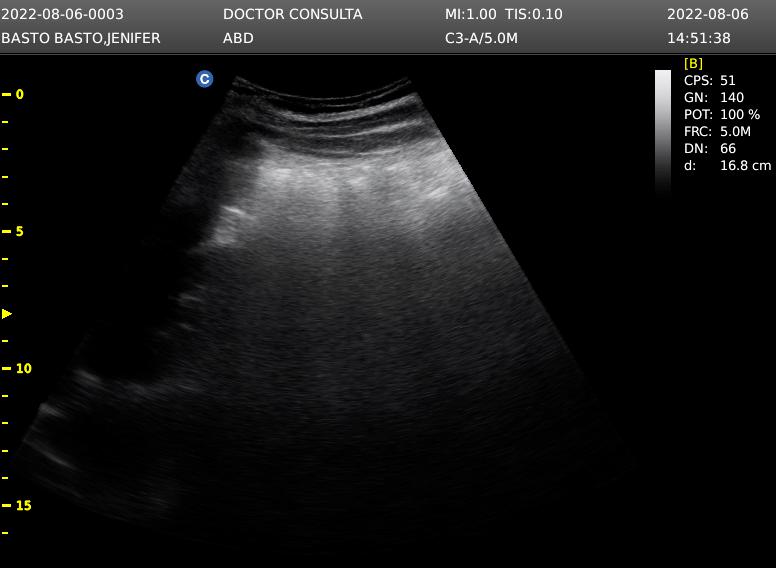 2022-08-06-0003 DOCTOR CONSULTA MI:1.00 TIS:0.10 2022-08-06
BASTO BASTO,JENIFER ABD C3-A/5.0M 14:51:38
C
[B]
CPS: 51
GN: 140
POT: 100 %
FRC: 5.0M
DN: 66
d: 16.8 cm
0
5
10
15